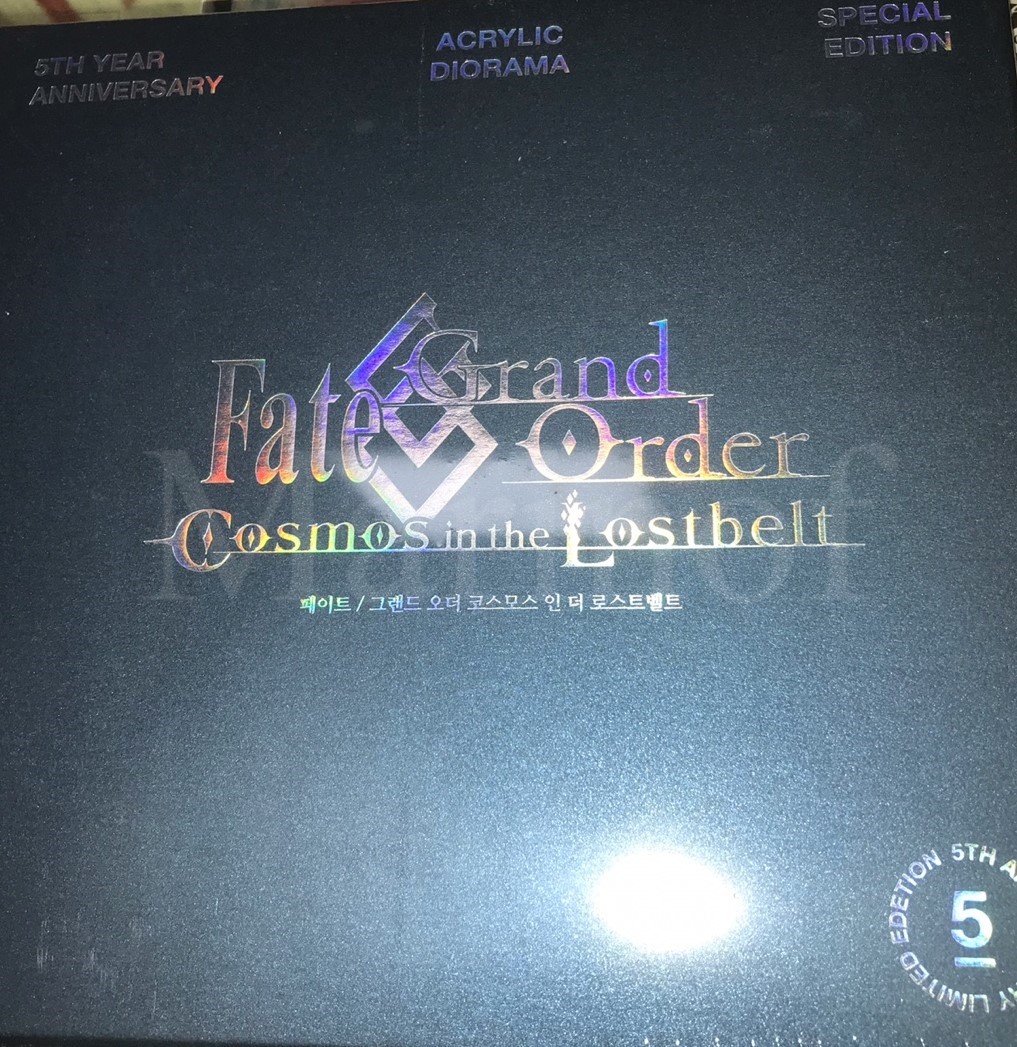 5TH YEAR
ANNIVERSARY
ACRYLIC
DIORAMA
SPECIAL
EDITION
Fate Grand
Order
Cosmos in the Lostbelt
페이트 / 그랜드 오더 코스모스 인 더 로스트벨트
LIMITED EDETION 5TH
5